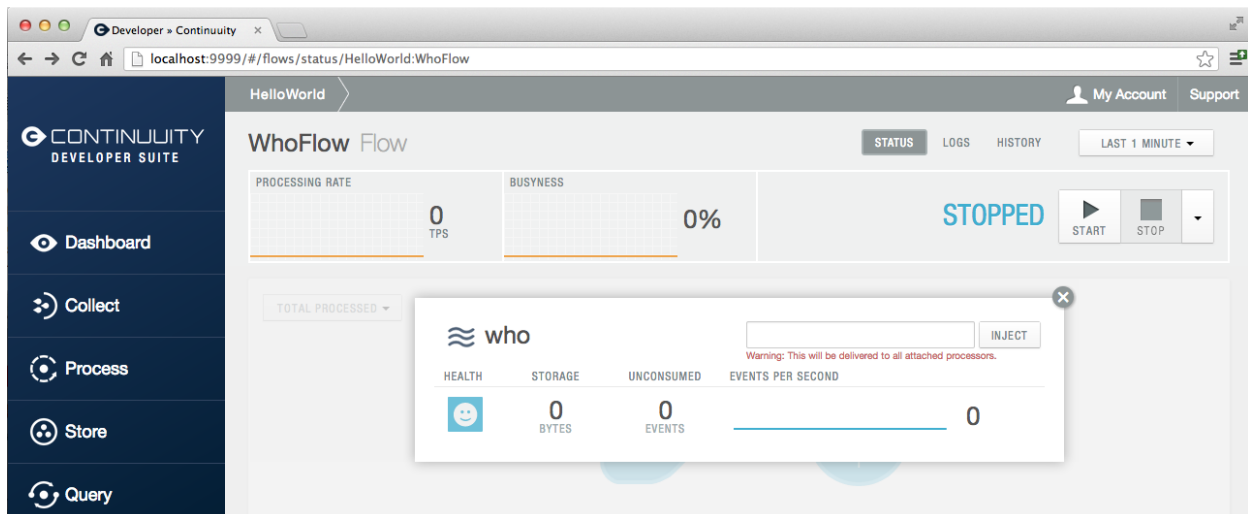 Developer » Continuuity
localhost:9999/#/flows/status/HelloWorld:WhoFlow
HelloWorld
My Account
Support
CONTINUUITY
DEVELOPER SUITE
WhoFlow Flow
STATUS
LOGS
HISTORY
LAST 1 MINUTE
PROCESSING RATE
0
TPS
BUSYNESS
0%
STOPPED
START
STOP
Dashboard
Collect
Process
Store
Query
TOTAL PROCESSED
who
INJECT
Warning: This will be delivered to all attached processors.
HEALTH
STORAGE
UNCONSUMED
EVENTS PER SECOND
0
BYTES
0
EVENTS
0